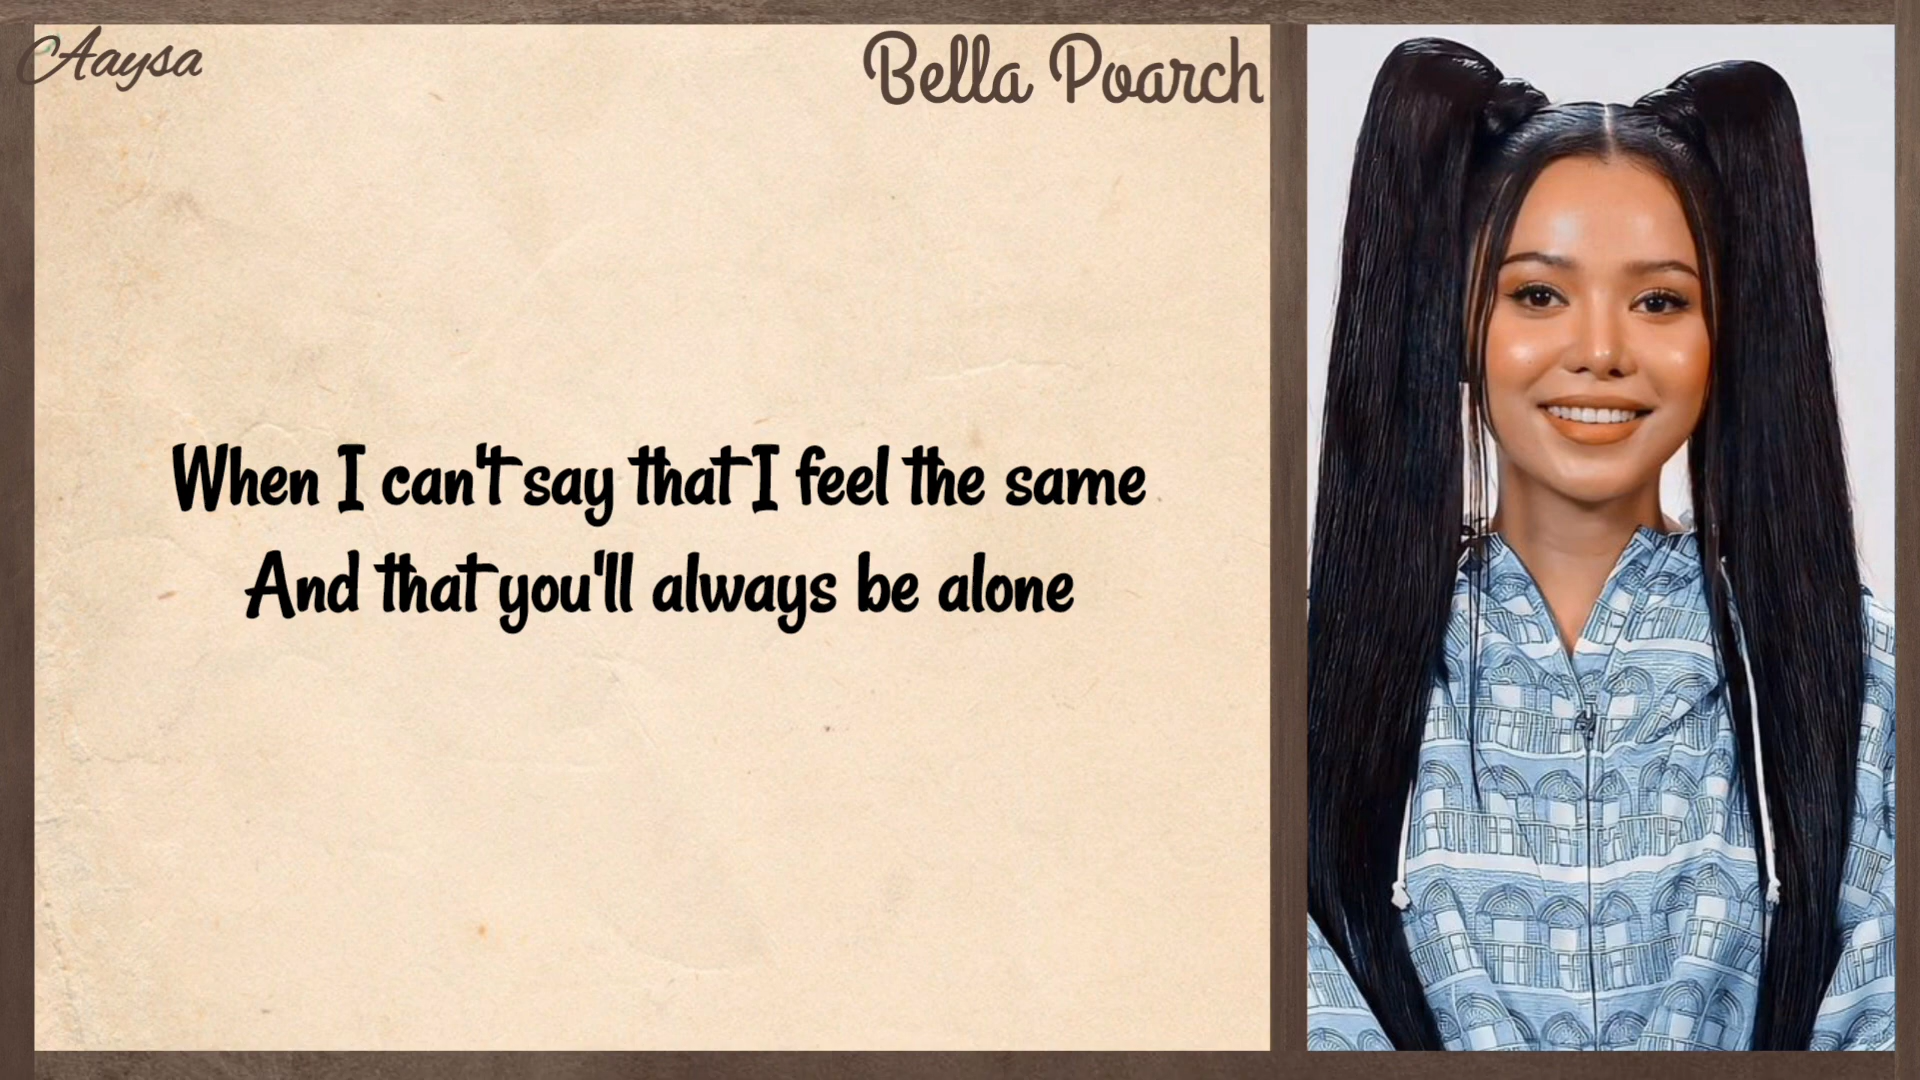 Aaysa
Bella Poarch
When I can't say that I feel the same
And that you'll always be alone